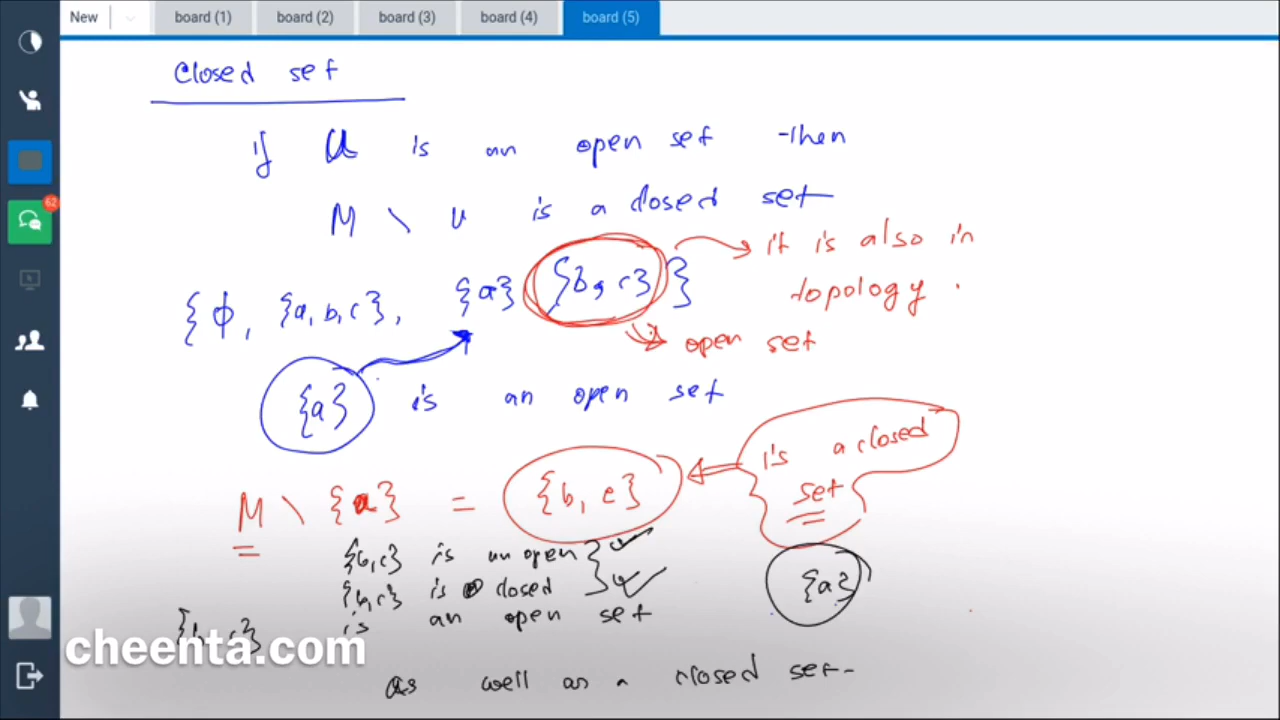 New board (1) board (2) board (3) board (4) board (5)
closed set
if U is an open set then
M \ U is a closed set
62
{ϕ, {a, b, c}, {a} {b, c}}
it is also in
topology.
open set
{a} is an open set
is a closed
set
M \ {a} = {b, c}
{b, c} is an open
{b, c} is closed
{a}
{b, c} is an open set
as well as a closed set.
cheenta.com